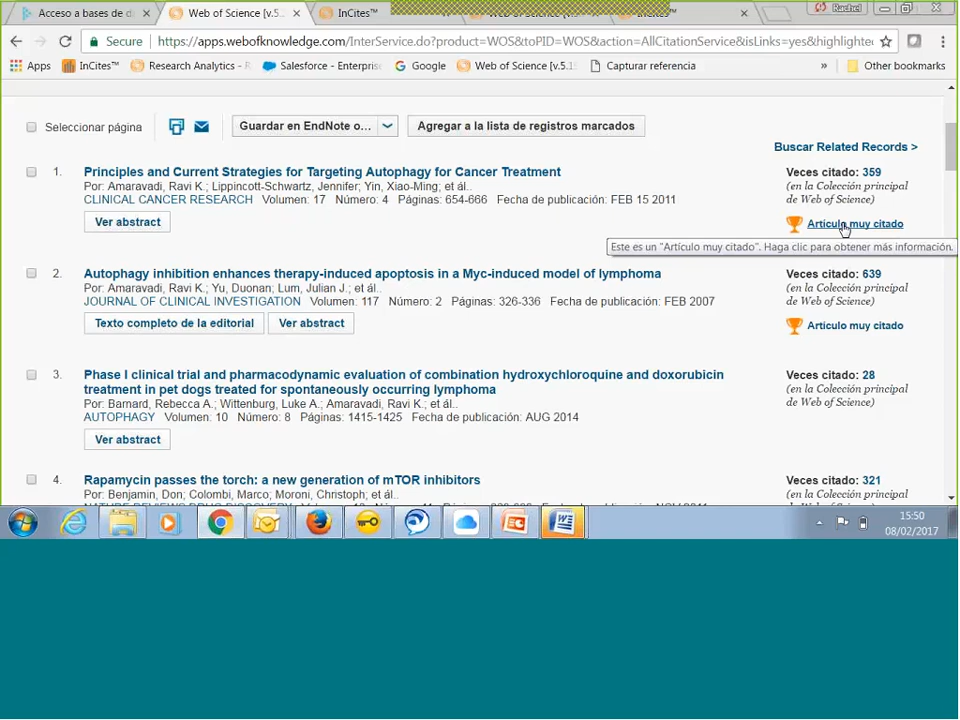 Acceso a bases de d
Web of Science [v.5.
InCites™
Rachel
Secure
https://apps.webofknowledge.com/InterService.do?product=WOS&toPID=WOS&action=AllCitationService&isLinks=yes&highlighte
Apps
InCites™
Research Analytics - R
Salesforce - Enterpris
Google
Web of Science [v.5.1
Capturar referencia
»
Other bookmarks
Seleccionar página
Guardar en EndNote o...
Agregar a la lista de registros marcados
Buscar Related Records >
1.
Principles and Current Strategies for Targeting Autophagy for Cancer Treatment
Por: Amaravadi, Ravi K.; Lippincott-Schwartz, Jennifer; Yin, Xiao-Ming; et ál..
CLINICAL CANCER RESEARCH Volumen: 17 Número: 4 Páginas: 654-666 Fecha de publicación: FEB 15 2011
Ver abstract
Veces citado: 359
(en la Colección principal
de Web of Science)
Artículo muy citado
Este es un "Artículo muy citado". Haga clic para obtener más información.
2.
Autophagy inhibition enhances therapy-induced apoptosis in a Myc-induced model of lymphoma
Por: Amaravadi, Ravi K.; Yu, Duonan; Lum, Julian J.; et ál..
JOURNAL OF CLINICAL INVESTIGATION Volumen: 117 Número: 2 Páginas: 326-336 Fecha de publicación: FEB 2007
Texto completo de la editorial
Ver abstract
Veces citado: 639
(en la Colección principal
de Web of Science)
Artículo muy citado
3.
Phase I clinical trial and pharmacodynamic evaluation of combination hydroxychloroquine and doxorubicin
treatment in pet dogs treated for spontaneously occurring lymphoma
Por: Barnard, Rebecca A.; Wittenburg, Luke A.; Amaravadi, Ravi K.; et ál..
AUTOPHAGY Volumen: 10 Número: 8 Páginas: 1415-1425 Fecha de publicación: AUG 2014
Ver abstract
Veces citado: 28
(en la Colección principal
de Web of Science)
4.
Rapamycin passes the torch: a new generation of mTOR inhibitors
Por: Benjamin, Don; Colombi, Marco; Moroni, Christoph; et ál..
Veces citado: 321
(en la Colección principal
de Web of Science)
15:50
08/02/2017